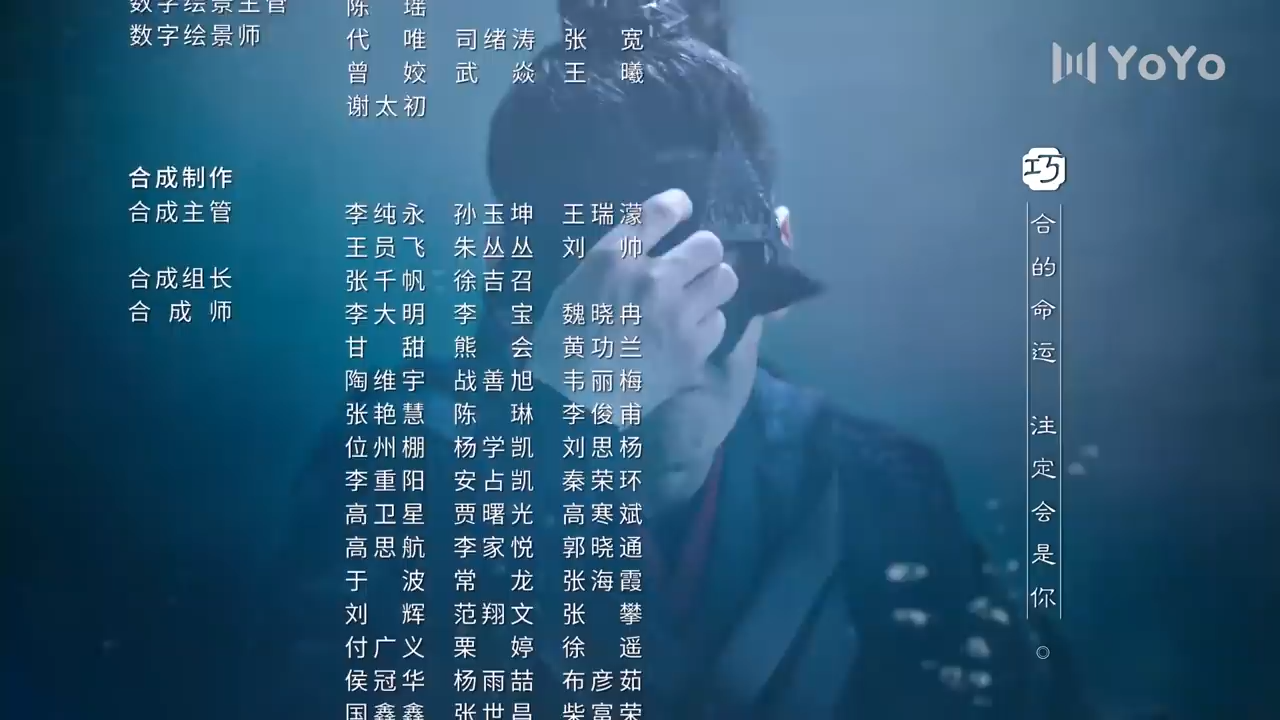 数字绘景主管 陈 瑶
数字绘景师 代 唯 司绪涛 张 宽
曾 姣 武 焱 王 曦
谢太初
合成制作
合成主管 李纯永 孙玉坤 王瑞濛
王员飞 朱丛丛 刘 帅
合成组长 张千帆 徐吉召
合 成 师 李大明 李 宝 魏晓冉
甘 甜 熊 会 黄功兰
陶维宇 战善旭 韦丽梅
张艳慧 陈 琳 李俊甫
位州棚 杨学凯 刘思杨
李重阳 安占凯 秦荣环
高卫星 贾曙光 高寒斌
高思航 李家悦 郭晓通
于 波 常 龙 张海霞
刘 辉 范翔文 张 攀
付广义 栗 婷 徐 遥
侯冠华 杨雨喆 布彦茹
国鑫鑫 张世昌 柴富荣
YoYo
巧合的命运 注定会是你